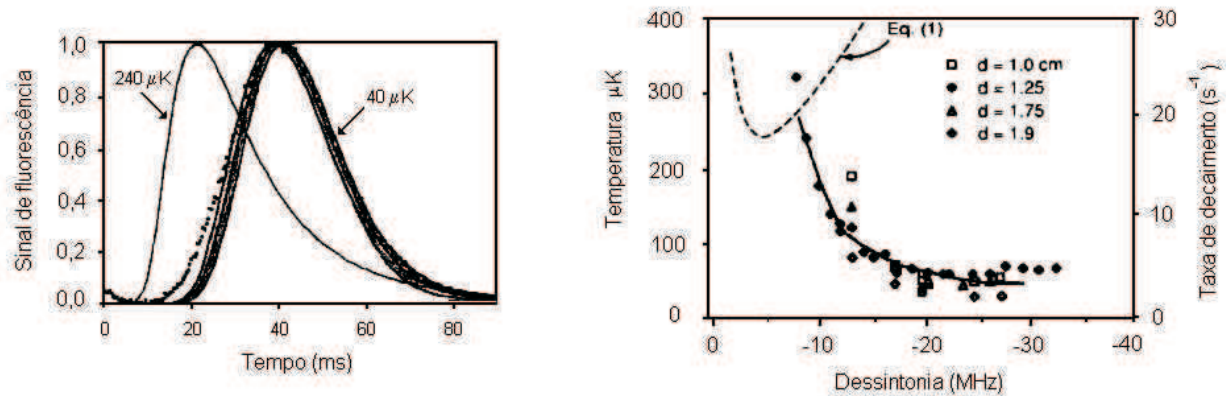 1,0
0,8
0,6
0,4
0,2
0,0
Sinal de fluorescência
240 μK
40 μK
0 20 40 60 80
Tempo (ms)
400
300
200
100
0
Temperatura μK
Eq. (1)
d = 1.0 cm
d = 1.25
d = 1.75
d = 1.9
30
20
10
0
Taxa de decaimento (s⁻¹)
0 -10 -20 -30 -40
Dessintonia (MHz)